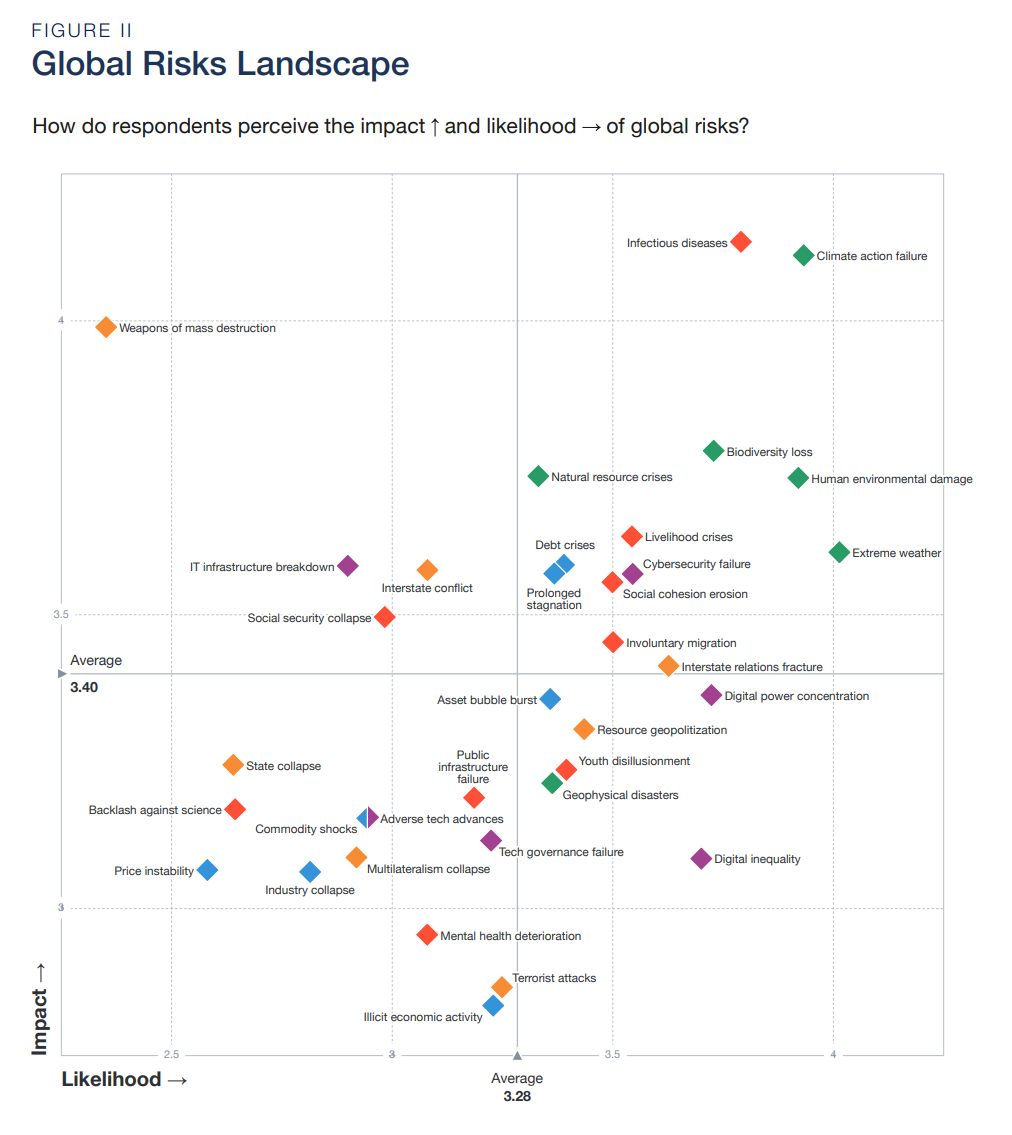 FIGURE II
Global Risks Landscape
How do respondents perceive the impact ↑ and likelihood → of global risks?
Infectious diseases
Climate action failure
4
Weapons of mass destruction
Biodiversity loss
Natural resource crises
Human environmental damage
Livelihood crises
Debt crises
Extreme weather
IT infrastructure breakdown
Cybersecurity failure
Interstate conflict
Prolonged
stagnation
Social cohesion erosion
3.5
Social security collapse
Involuntary migration
Average
Interstate relations fracture
3.40
Digital power concentration
Asset bubble burst
Resource geopolitization
Public
infrastructure
failure
Youth disillusionment
State collapse
Geophysical disasters
Backlash against science
Commodity shocks
Adverse tech advances
Tech governance failure
Digital inequality
Price instability
Multilateralism collapse
Industry collapse
3
Mental health deterioration
Terrorist attacks
Illicit economic activity
Impact →
2.5
3
3.5
4
Likelihood →
Average
3.28